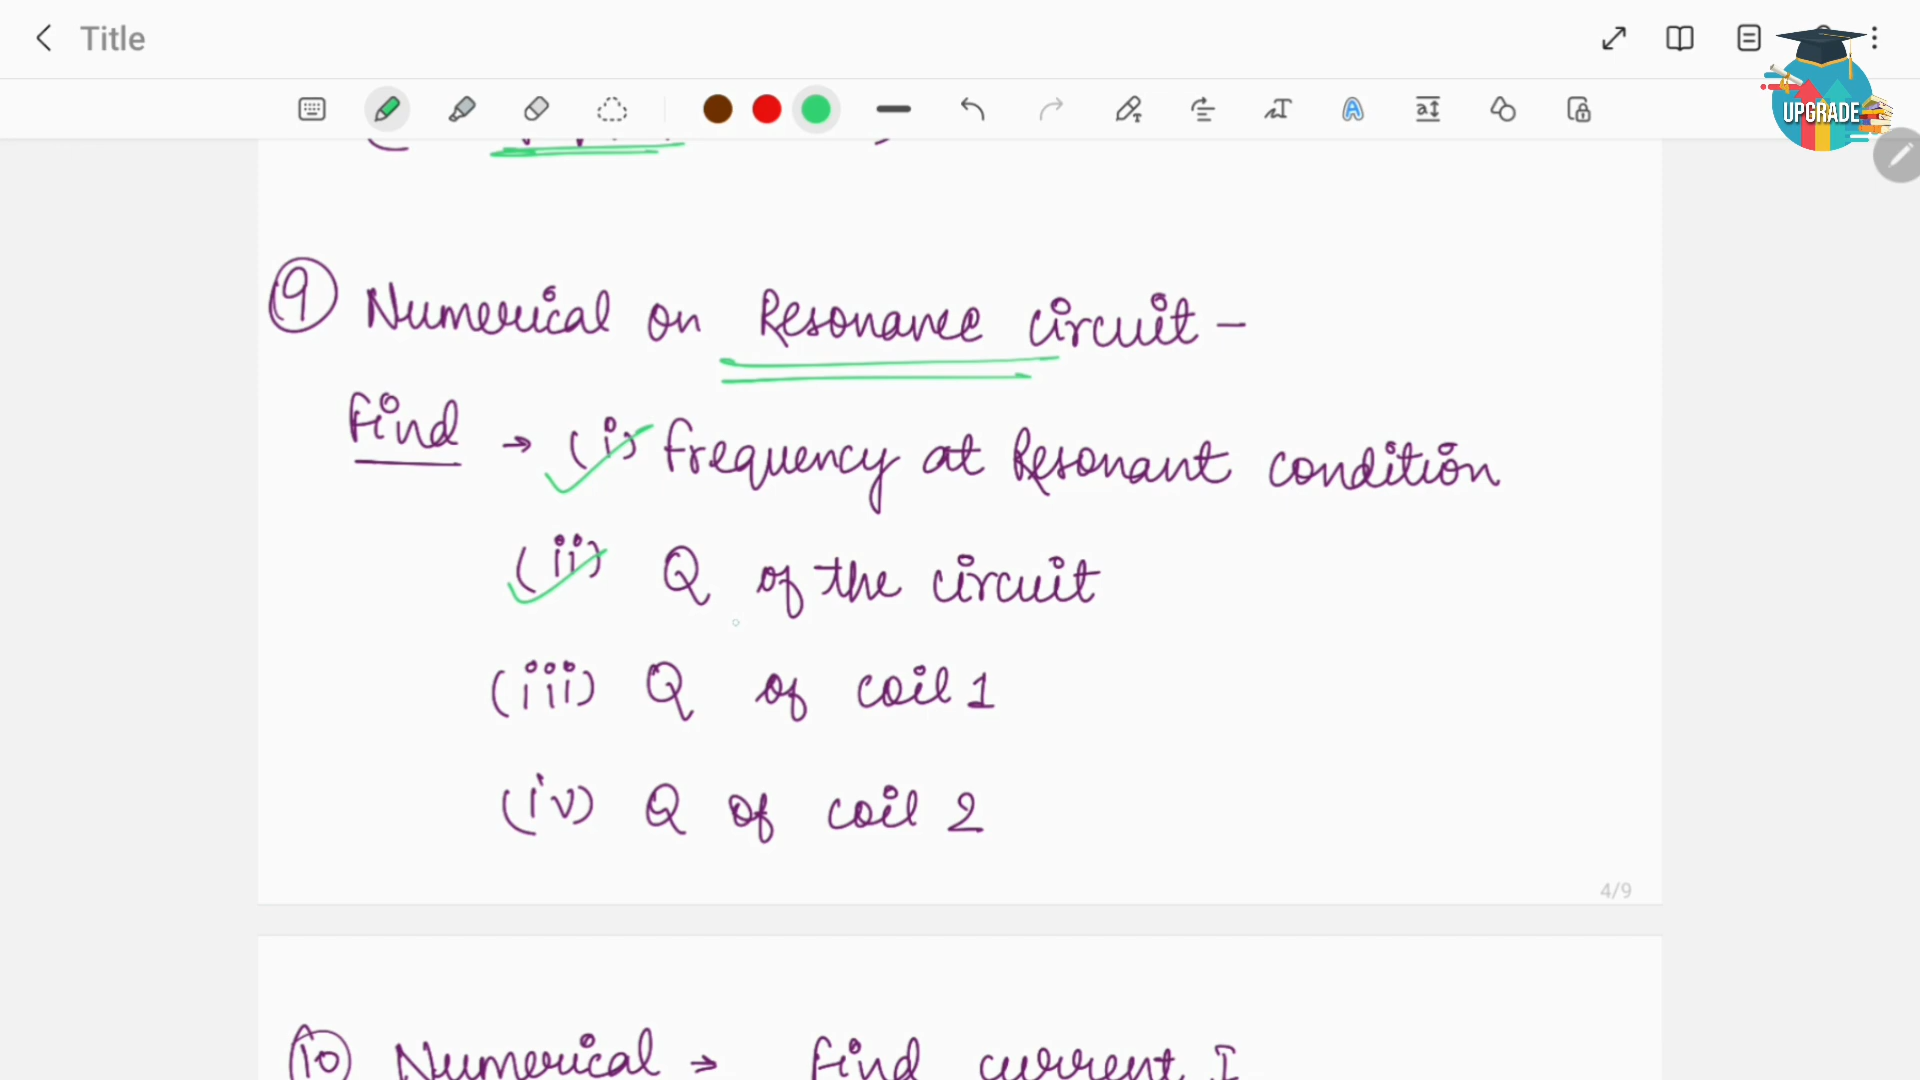 Title
UPGRADE
9 Numerical on Resonance circuit -
find → (i) frequency at Resonant condition
(ii) Q of the circuit
(iii) Q of coil 1
(iv) Q of coil 2
4/9
10 Numerical → find current I